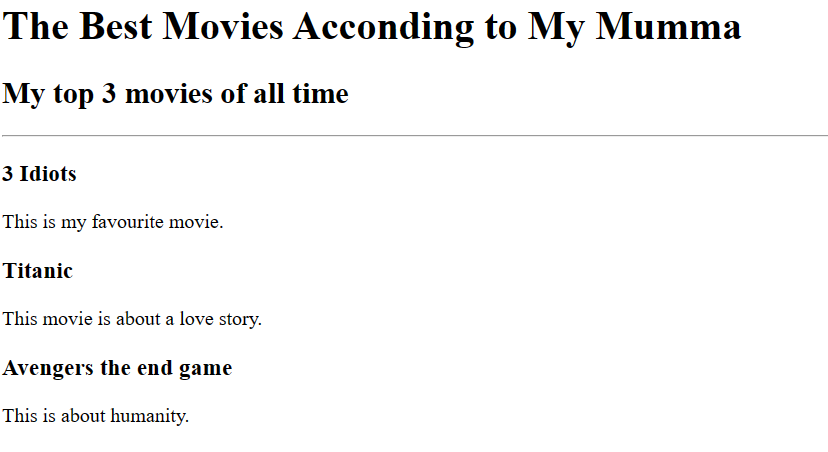 The Best Movies Acconding to My Mumma
My top 3 movies of all time
3 Idiots
This is my favourite movie.
Titanic
This movie is about a love story.
Avengers the end game
This is about humanity.